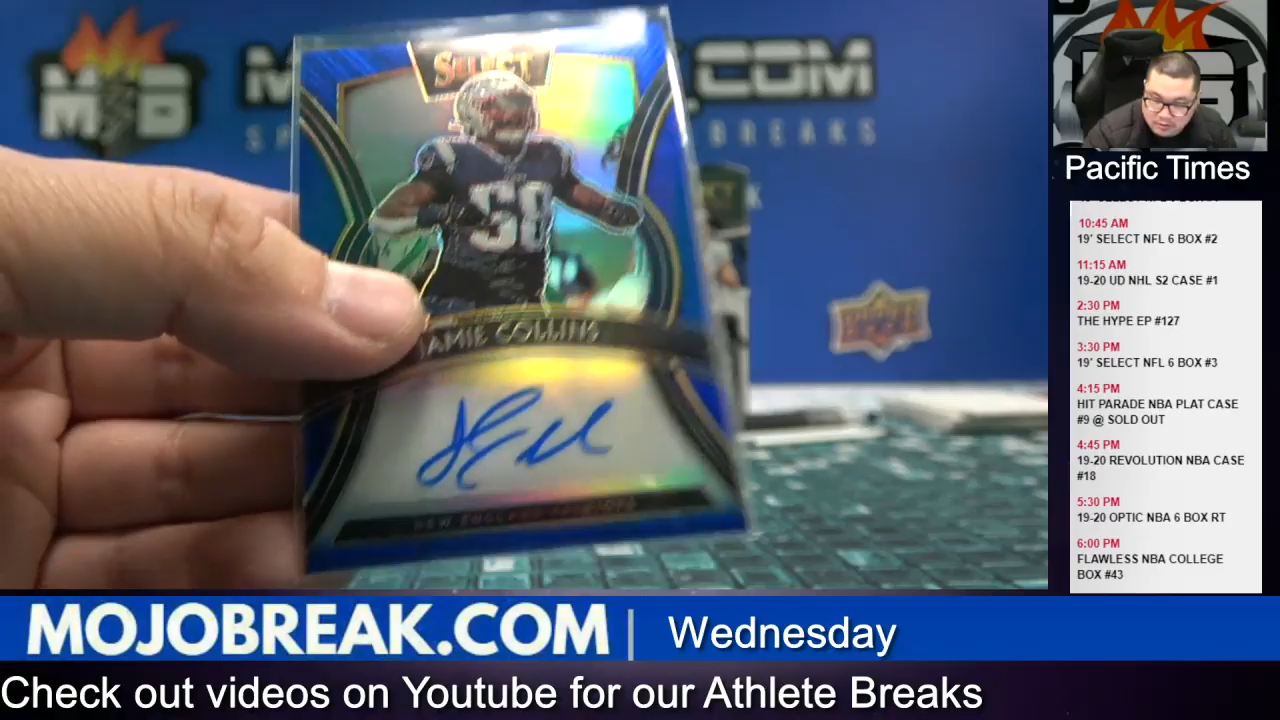 M B
M .COM
S BREAKS
SELECT
58
JAMIE COLLINS
NEW ENGLAND PATRIOTS
Pacific Times
10:45 AM
19' SELECT NFL 6 BOX #2
11:15 AM
19-20 UD NHL S2 CASE #1
2:30 PM
THE HYPE EP #127
3:30 PM
19' SELECT NFL 6 BOX #3
4:15 PM
HIT PARADE NBA PLAT CASE
#9 @ SOLD OUT
4:45 PM
19-20 REVOLUTION NBA CASE
#18
5:30 PM
19-20 OPTIC NBA 6 BOX RT
6:00 PM
FLAWLESS NBA COLLEGE
BOX #43
MOJOBREAK.COM | Wednesday
Check out videos on Youtube for our Athlete Breaks